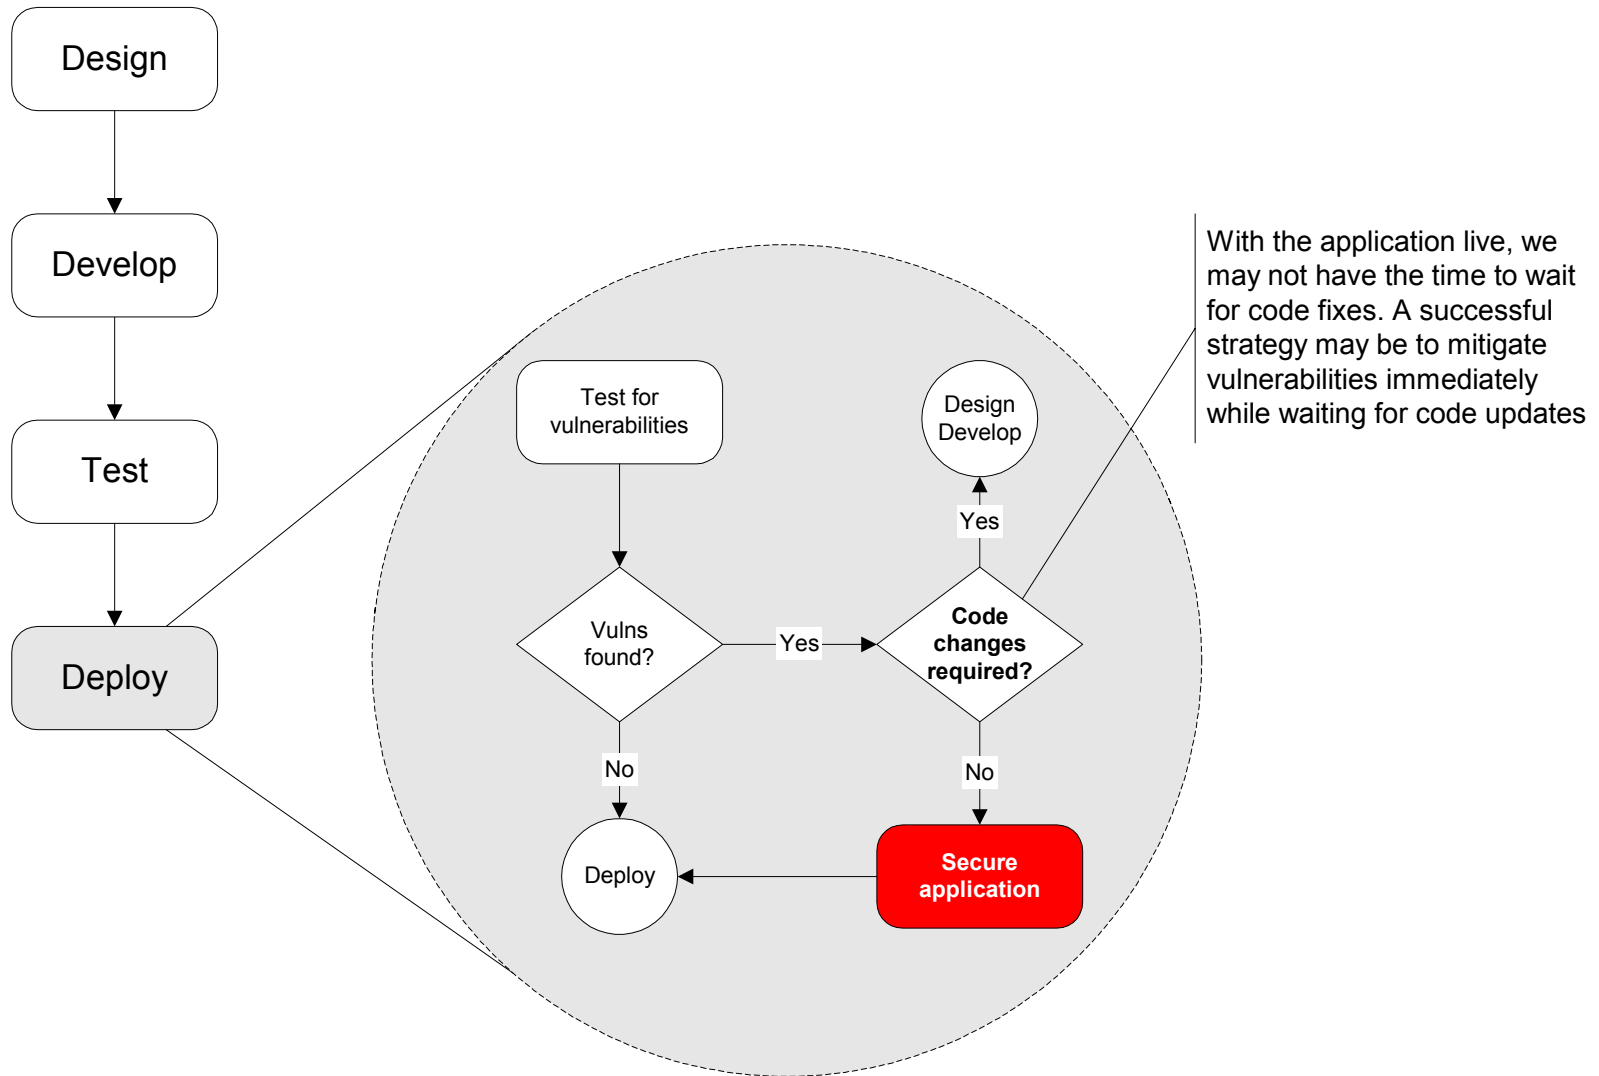 Design
Develop
Test
Deploy
With the application live, we
may not have the time to wait
for code fixes. A successful
strategy may be to mitigate
vulnerabilities immediately
while waiting for code updates
Test for
vulnerabilities
Design
Develop
Yes
Vulns
found?
Yes
Code
changes
required?
No
No
Deploy
Secure
application